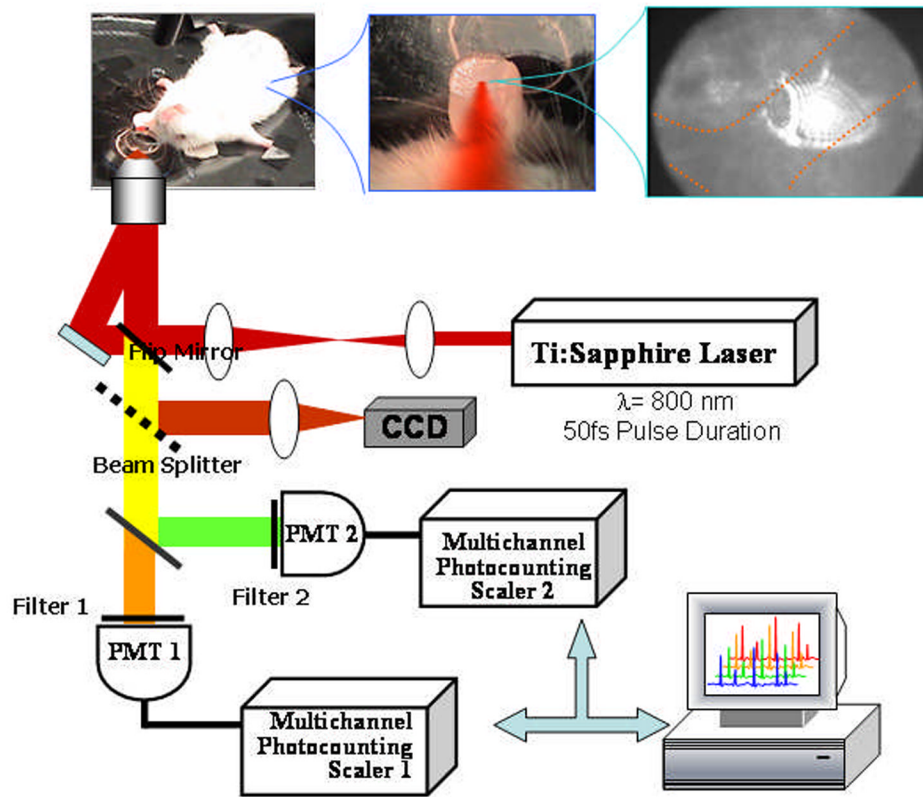 Flip Mirror
Ti:Sapphire Laser
λ= 800 nm
50fs Pulse Duration
CCD
Beam Splitter
PMT 2
Multichannel
Photocounting
Scaler 2
Filter 2
Filter 1
PMT 1
Multichannel
Photocounting
Scaler 1